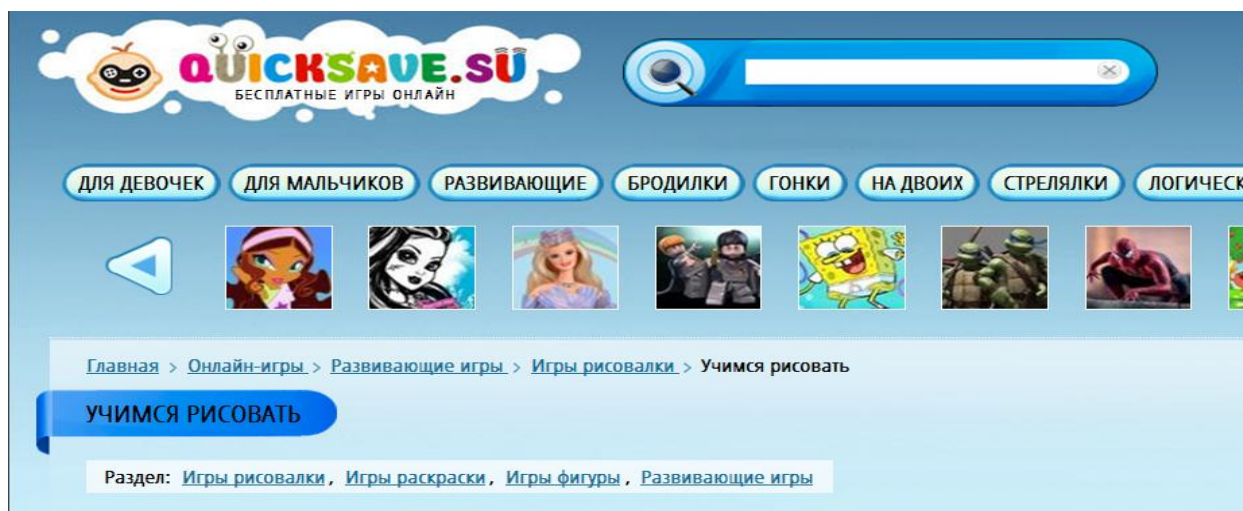 QUICKSAVE.SU
БЕСПЛАТНЫЕ ИГРЫ ОНЛАЙН
ДЛЯ ДЕВОЧЕК ДЛЯ МАЛЬЧИКОВ РАЗВИВАЮЩИЕ БРОДИЛКИ ГОНКИ НА ДВОИХ СТРЕЛЯЛКИ ЛОГИЧЕСК
Главная > Онлайн-игры > Развивающие игры > Игры рисовалки > Учимся рисовать
УЧИМСЯ РИСОВАТЬ
Раздел: Игры рисовалки, Игры раскраски, Игры фигуры, Развивающие игры